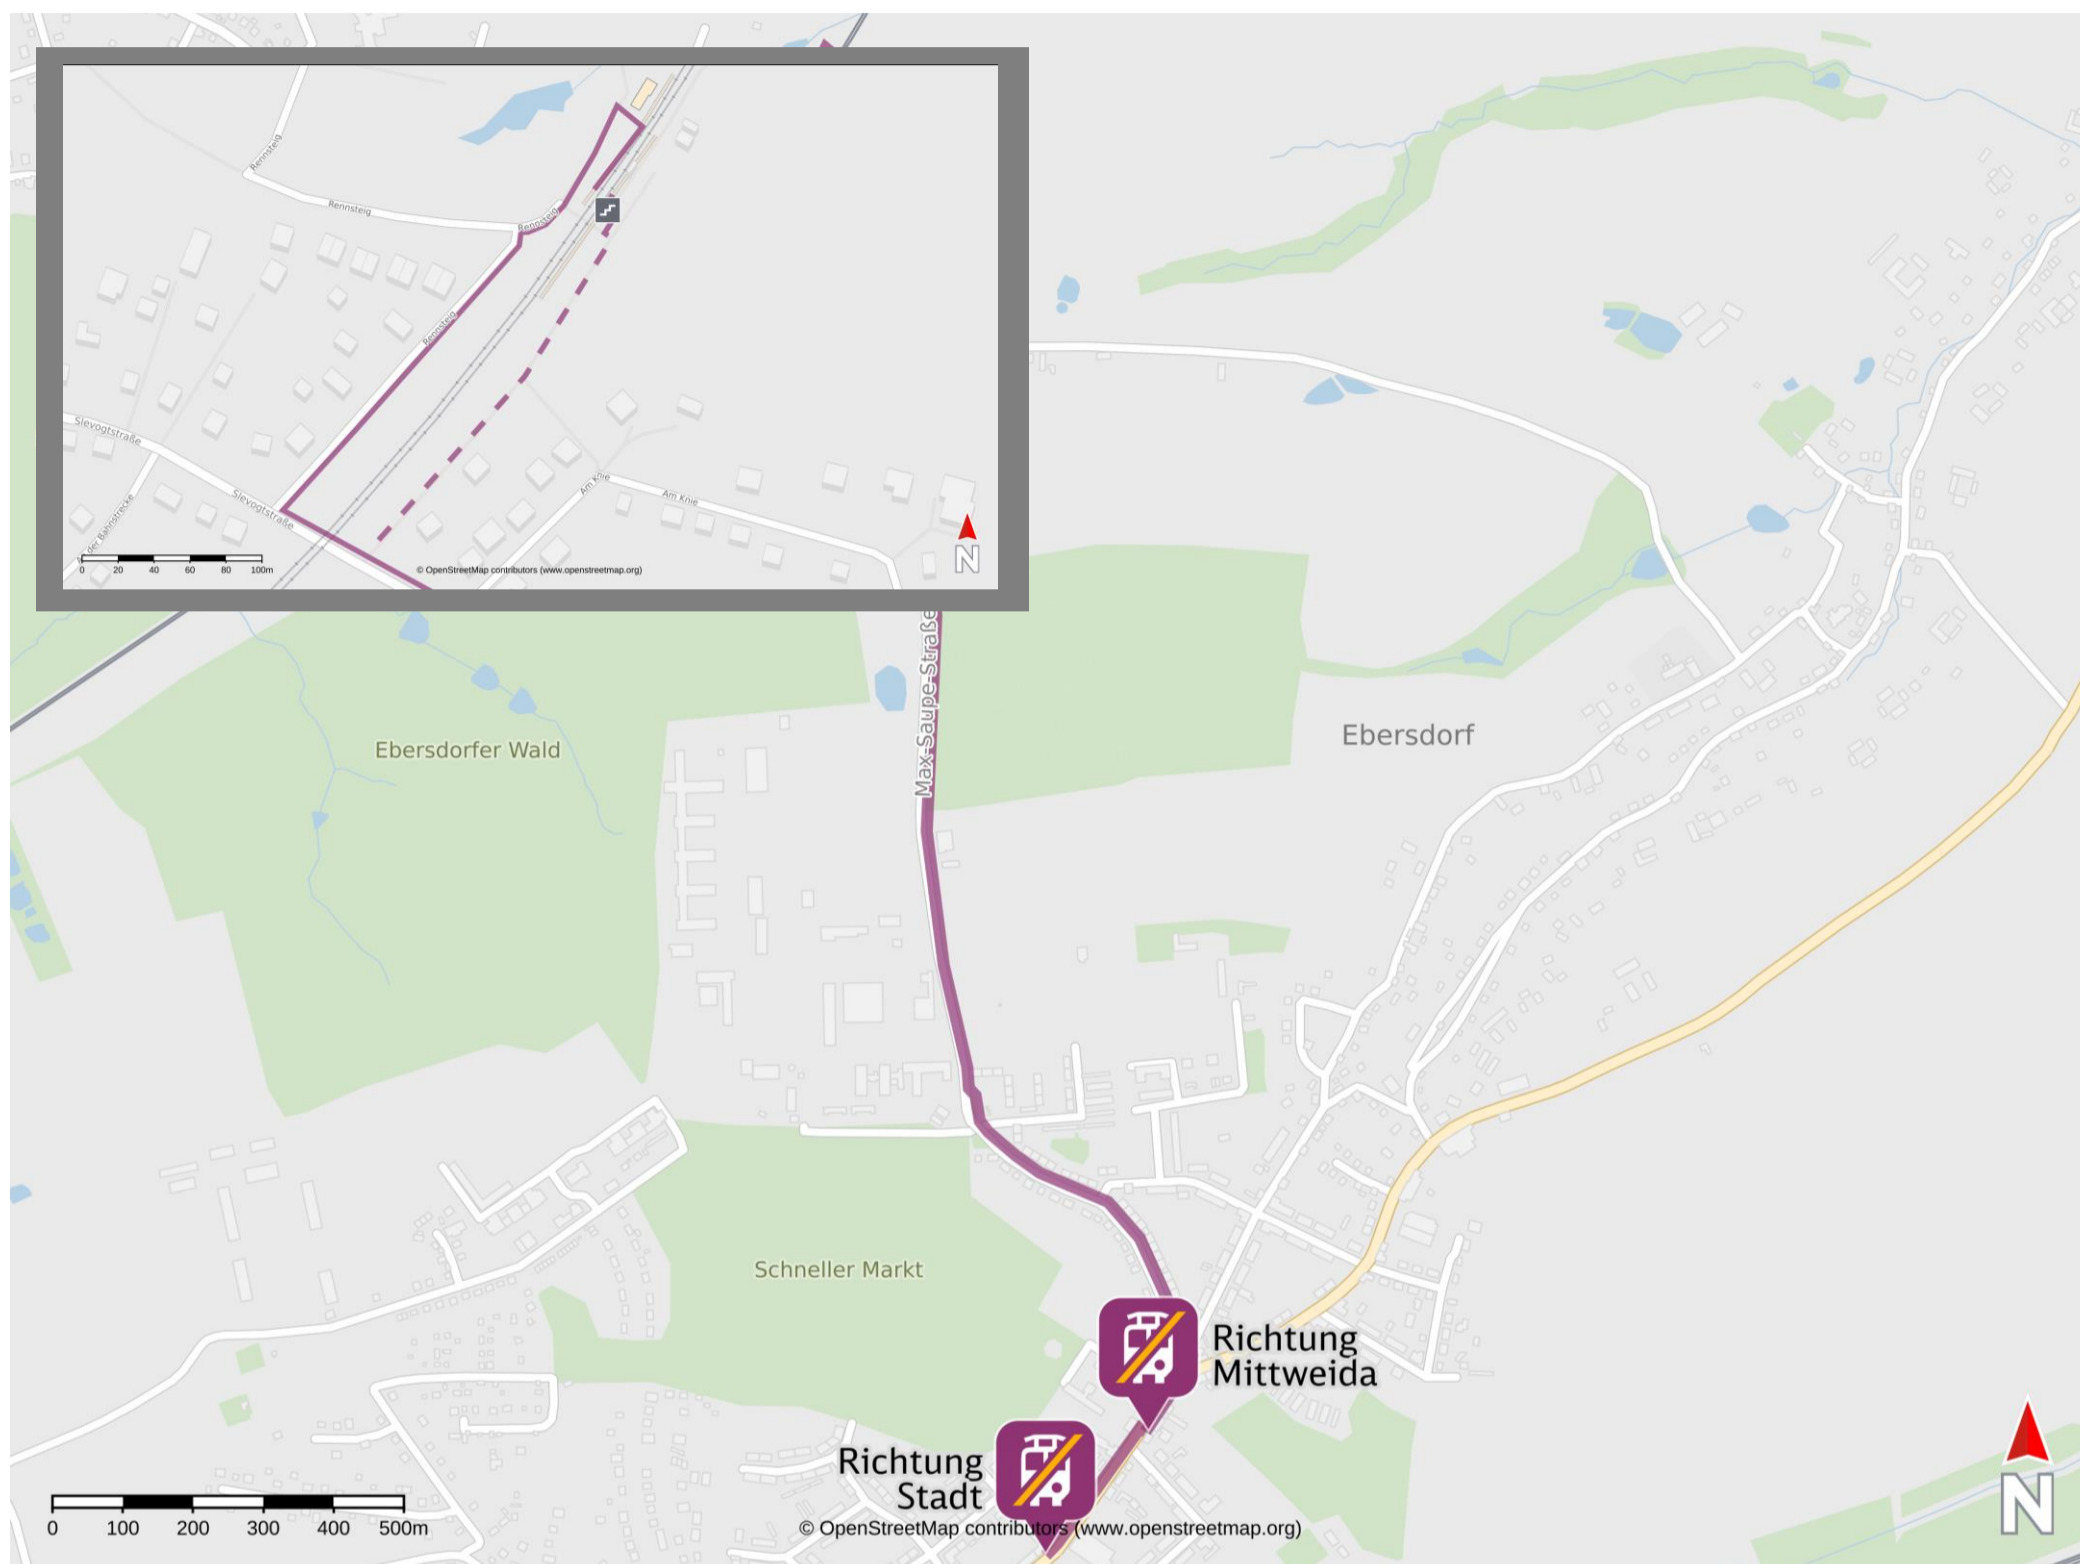 Rennsteig
Rennsteig
Rennsteig
Rennsteig
Slevogtstraße
Slevogtstraße
An der Bahnstrecke
Am Knie
Am Knie
0 20 40 60 80 100m
© OpenStreetMap contributors (www.openstreetmap.org)
N
Max-Saupe-Straße
Ebersdorfer Wald
Ebersdorf
Schneller Markt
Richtung
Mittweida
Richtung
Stadt
0 100 200 300 400 500m
© OpenStreetMap contributors (www.openstreetmap.org)
N